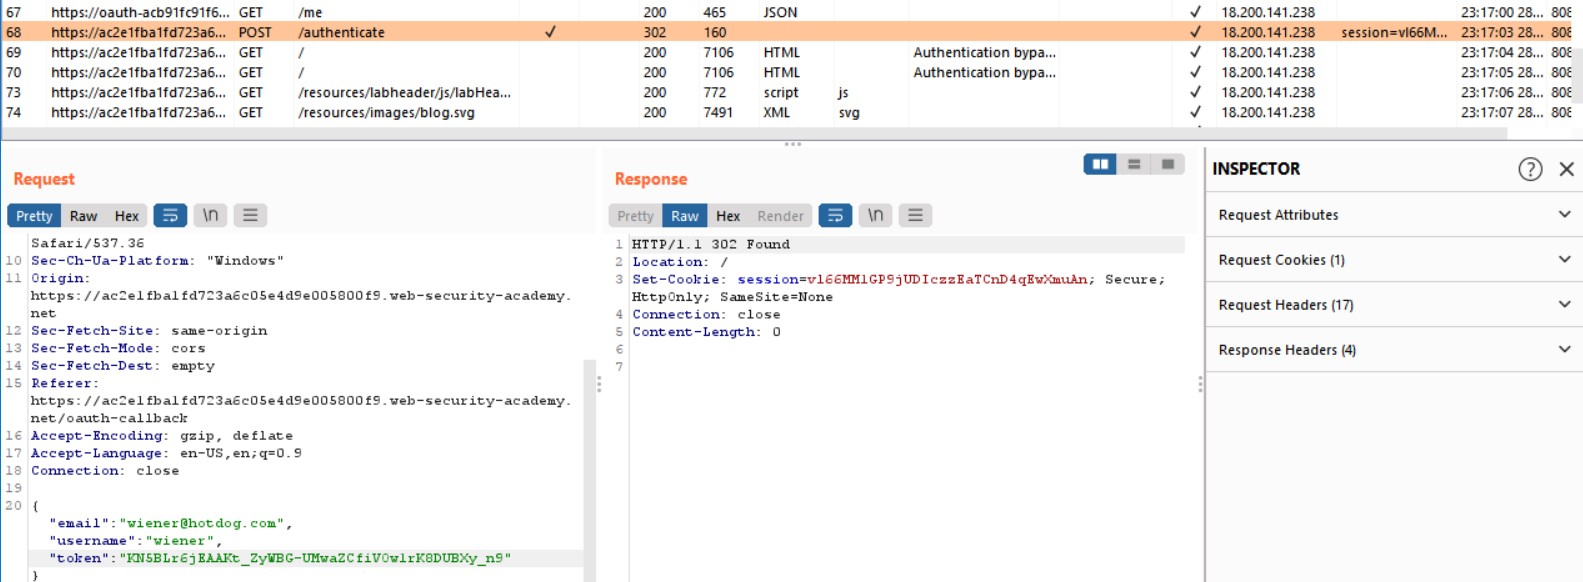 67 https://oauth-acb91fc91f6... GET /me 200 465 JSON ✓ 18.200.141.238 23:17:00 28... 808
68 https://ac2e1fba1fd723a6... POST /authenticate ✓ 302 160 ✓ 18.200.141.238 session=vl66M... 23:17:03 28... 808
69 https://ac2e1fba1fd723a6... GET / 200 7106 HTML Authentication bypa... ✓ 18.200.141.238 23:17:04 28... 808
70 https://ac2e1fba1fd723a6... GET / 200 7106 HTML Authentication bypa... ✓ 18.200.141.238 23:17:05 28... 808
73 https://ac2e1fba1fd723a6... GET /resources/labheader/js/labHea... 200 772 script js ✓ 18.200.141.238 23:17:06 28... 808
74 https://ac2e1fba1fd723a6... GET /resources/images/blog.svg 200 7491 XML svg ✓ 18.200.141.238 23:17:07 28... 808
Request
Pretty Raw Hex \n
Safari/537.36
10 Sec-Ch-Ua-Platform: "Windows"
11 Origin:
https://ac2e1fba1fd723a6c05e4d9e005800f9.web-security-academy.
net
12 Sec-Fetch-Site: same-origin
13 Sec-Fetch-Mode: cors
14 Sec-Fetch-Dest: empty
15 Referer:
https://ac2e1fba1fd723a6c05e4d9e005800f9.web-security-academy.
net/oauth-callback
16 Accept-Encoding: gzip, deflate
17 Accept-Language: en-US,en;q=0.9
18 Connection: close
19
20 {
"email":"wiener@hotdog.com",
"username":"wiener",
"token":"KN5BLr6jEAAKt_ZyWBG-UMwaZCfiV0wlrK8DUBXy_n9"
}
Response
Pretty Raw Hex Render \n
1 HTTP/1.1 302 Found
2 Location: /
3 Set-Cookie: session=vl66MM1GP9jUDIczzEaTCnD4qEwXmuAn; Secure;
HttpOnly; SameSite=None
4 Connection: close
5 Content-Length: 0
6
7
INSPECTOR ?
Request Attributes
Request Cookies (1)
Request Headers (17)
Response Headers (4)